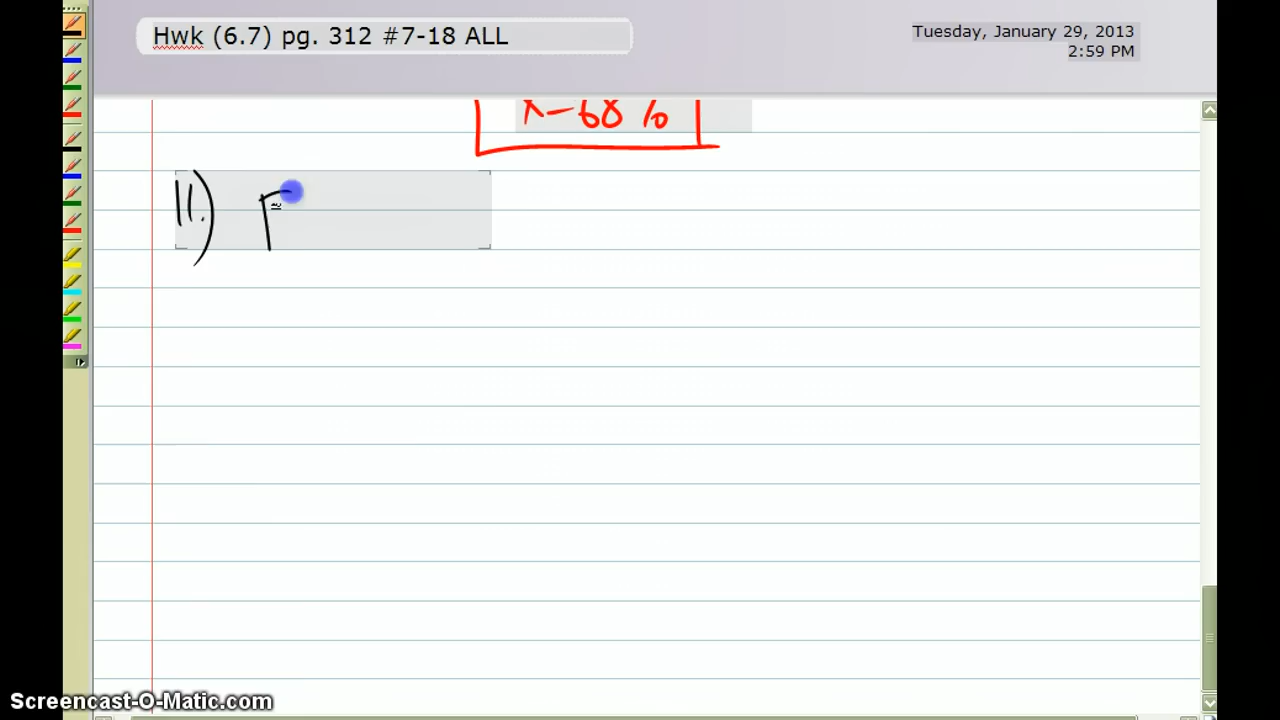 Hwk (6.7) pg. 312 #7-18 ALL
Tuesday, January 29, 2013
2:59 PM
11.)
Screencast-O-Matic.com